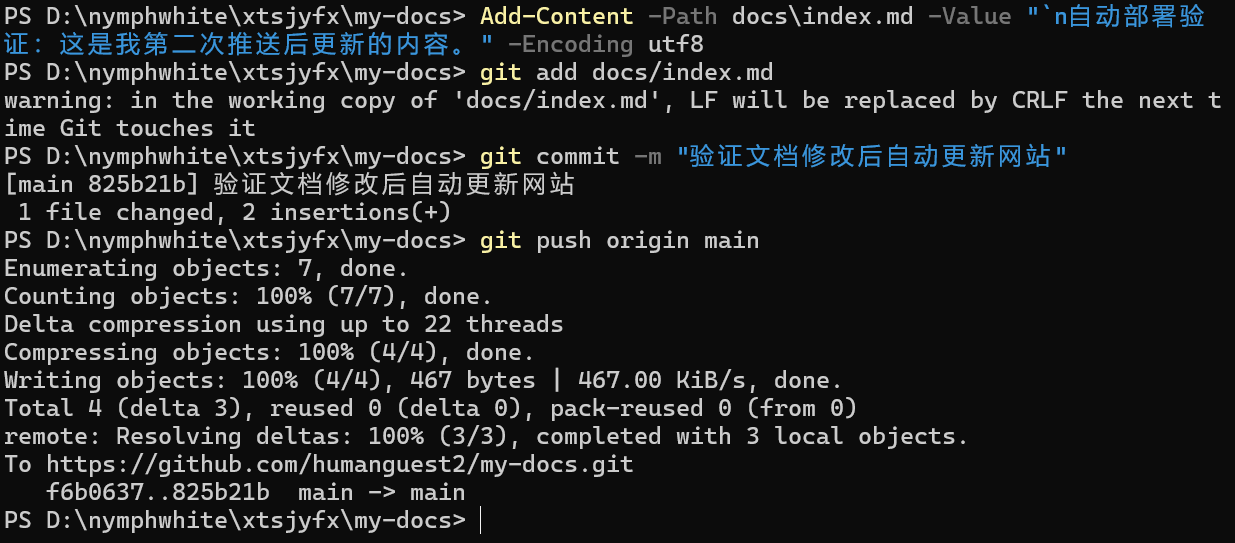 PS D:\nymphwhite\xtsjyfx\my-docs> Add-Content -Path docs\index.md -Value "`n自动部署验
证：这是我第二次推送后更新的内容。" -Encoding utf8
PS D:\nymphwhite\xtsjyfx\my-docs> git add docs/index.md
warning: in the working copy of 'docs/index.md', LF will be replaced by CRLF the next t
ime Git touches it
PS D:\nymphwhite\xtsjyfx\my-docs> git commit -m "验证文档修改后自动更新网站"
[main 825b21b] 验证文档修改后自动更新网站
 1 file changed, 2 insertions(+)
PS D:\nymphwhite\xtsjyfx\my-docs> git push origin main
Enumerating objects: 7, done.
Counting objects: 100% (7/7), done.
Delta compression using up to 22 threads
Compressing objects: 100% (4/4), done.
Writing objects: 100% (4/4), 467 bytes | 467.00 KiB/s, done.
Total 4 (delta 3), reused 0 (delta 0), pack-reused 0 (from 0)
remote: Resolving deltas: 100% (3/3), completed with 3 local objects.
To https://github.com/humanguest2/my-docs.git
   f6b0637..825b21b  main -> main
PS D:\nymphwhite\xtsjyfx\my-docs>